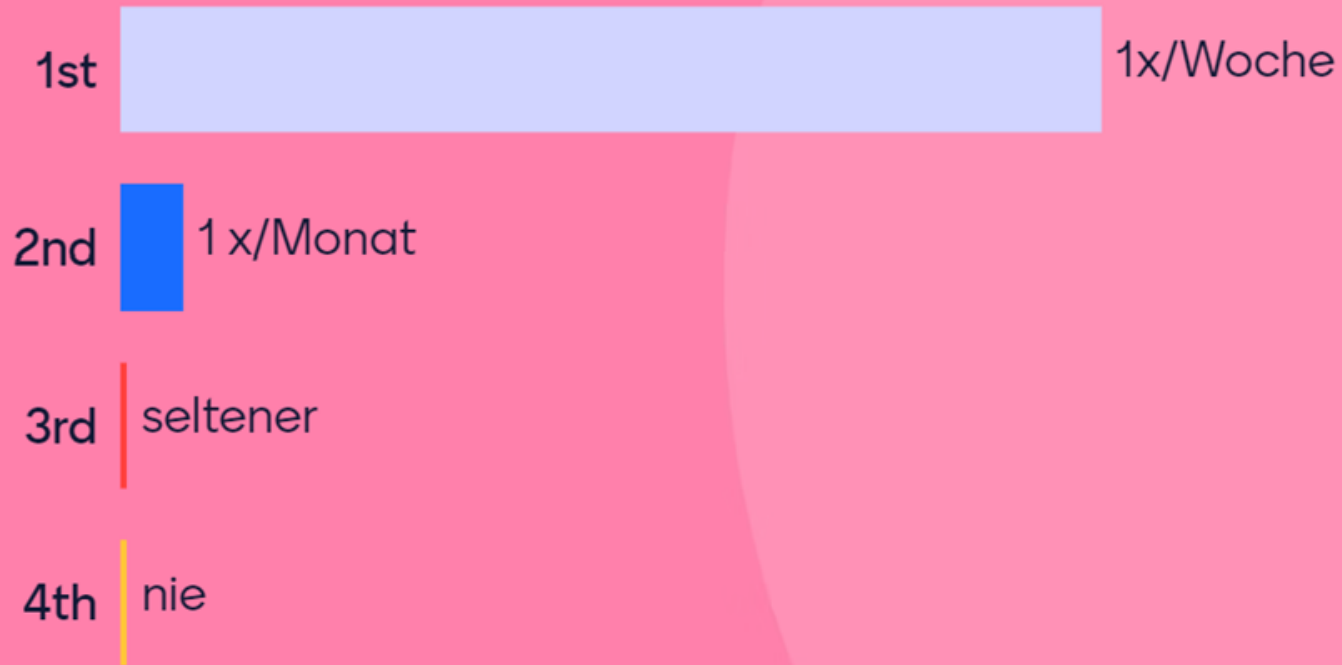 1st 1x/Woche
2nd 1 x/Monat
3rd seltener
4th nie